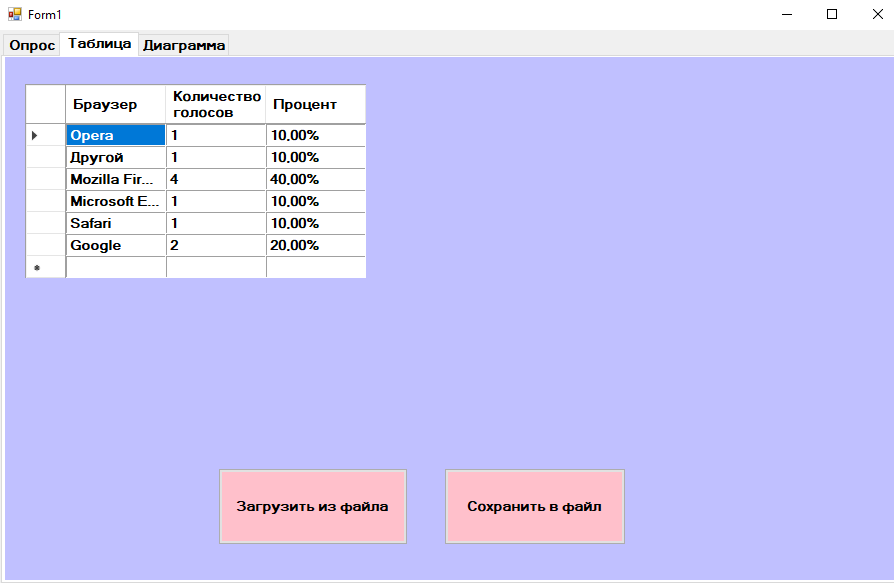 Form1
Опрос Таблица Диаграмма
Браузер Количество голосов Процент
Opera 1 10,00%
Другой 1 10,00%
Mozilla Fir... 4 40,00%
Microsoft E... 1 10,00%
Safari 1 10,00%
Google 2 20,00%
Загрузить из файла Сохранить в файл